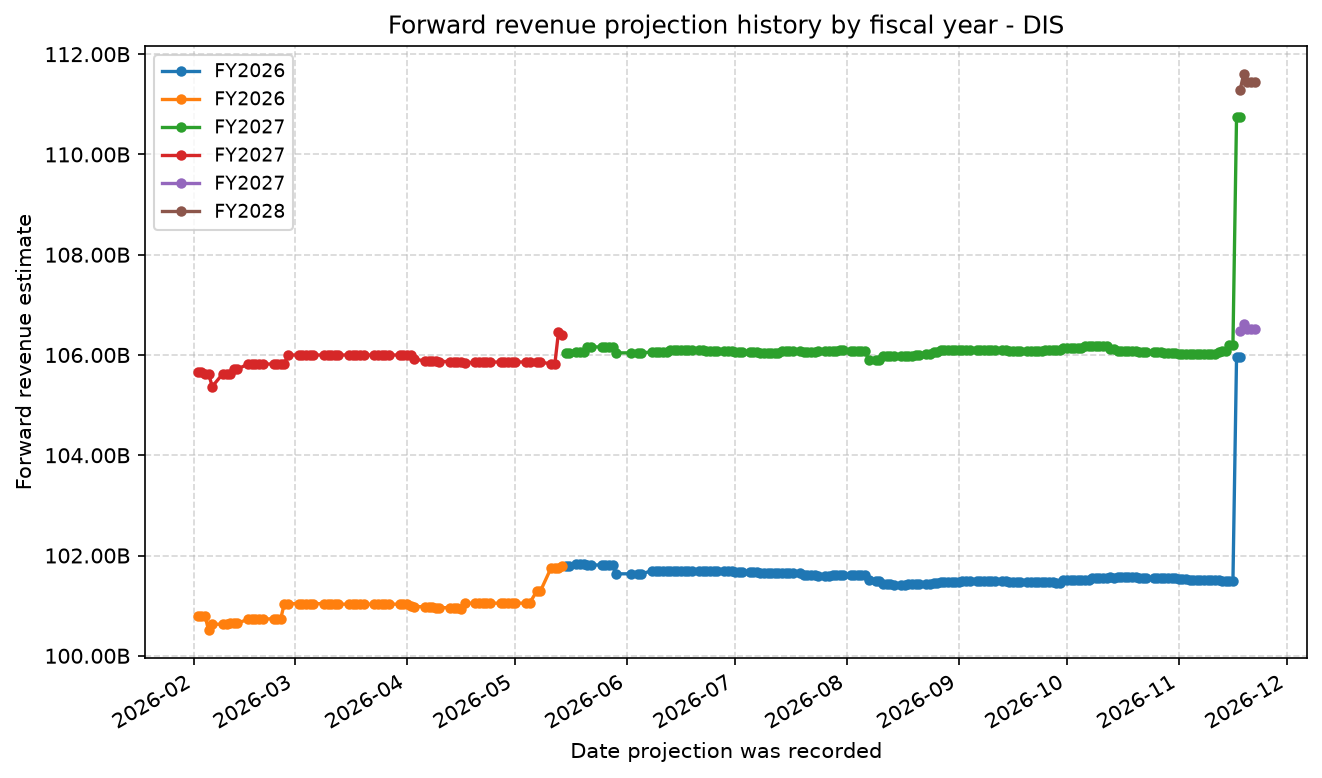 Forward revenue projection history by fiscal year - DIS
112.00B
110.00B
108.00B
106.00B
104.00B
102.00B
100.00B
Forward revenue estimate
FY2026
FY2026
FY2027
FY2027
FY2027
FY2028
2026-02
2026-03
2026-04
2026-05
2026-06
2026-07
2026-08
2026-09
2026-10
2026-11
2026-12
Date projection was recorded